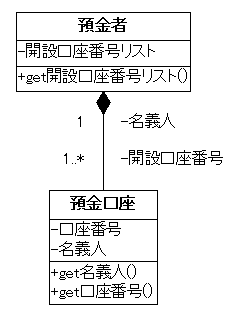 預金者
-開設口座番号リスト
+get開設口座番号リスト()
1 -名義人
1..* -開設口座番号
預金口座
-口座番号
-名義人
+get名義人()
+get口座番号()